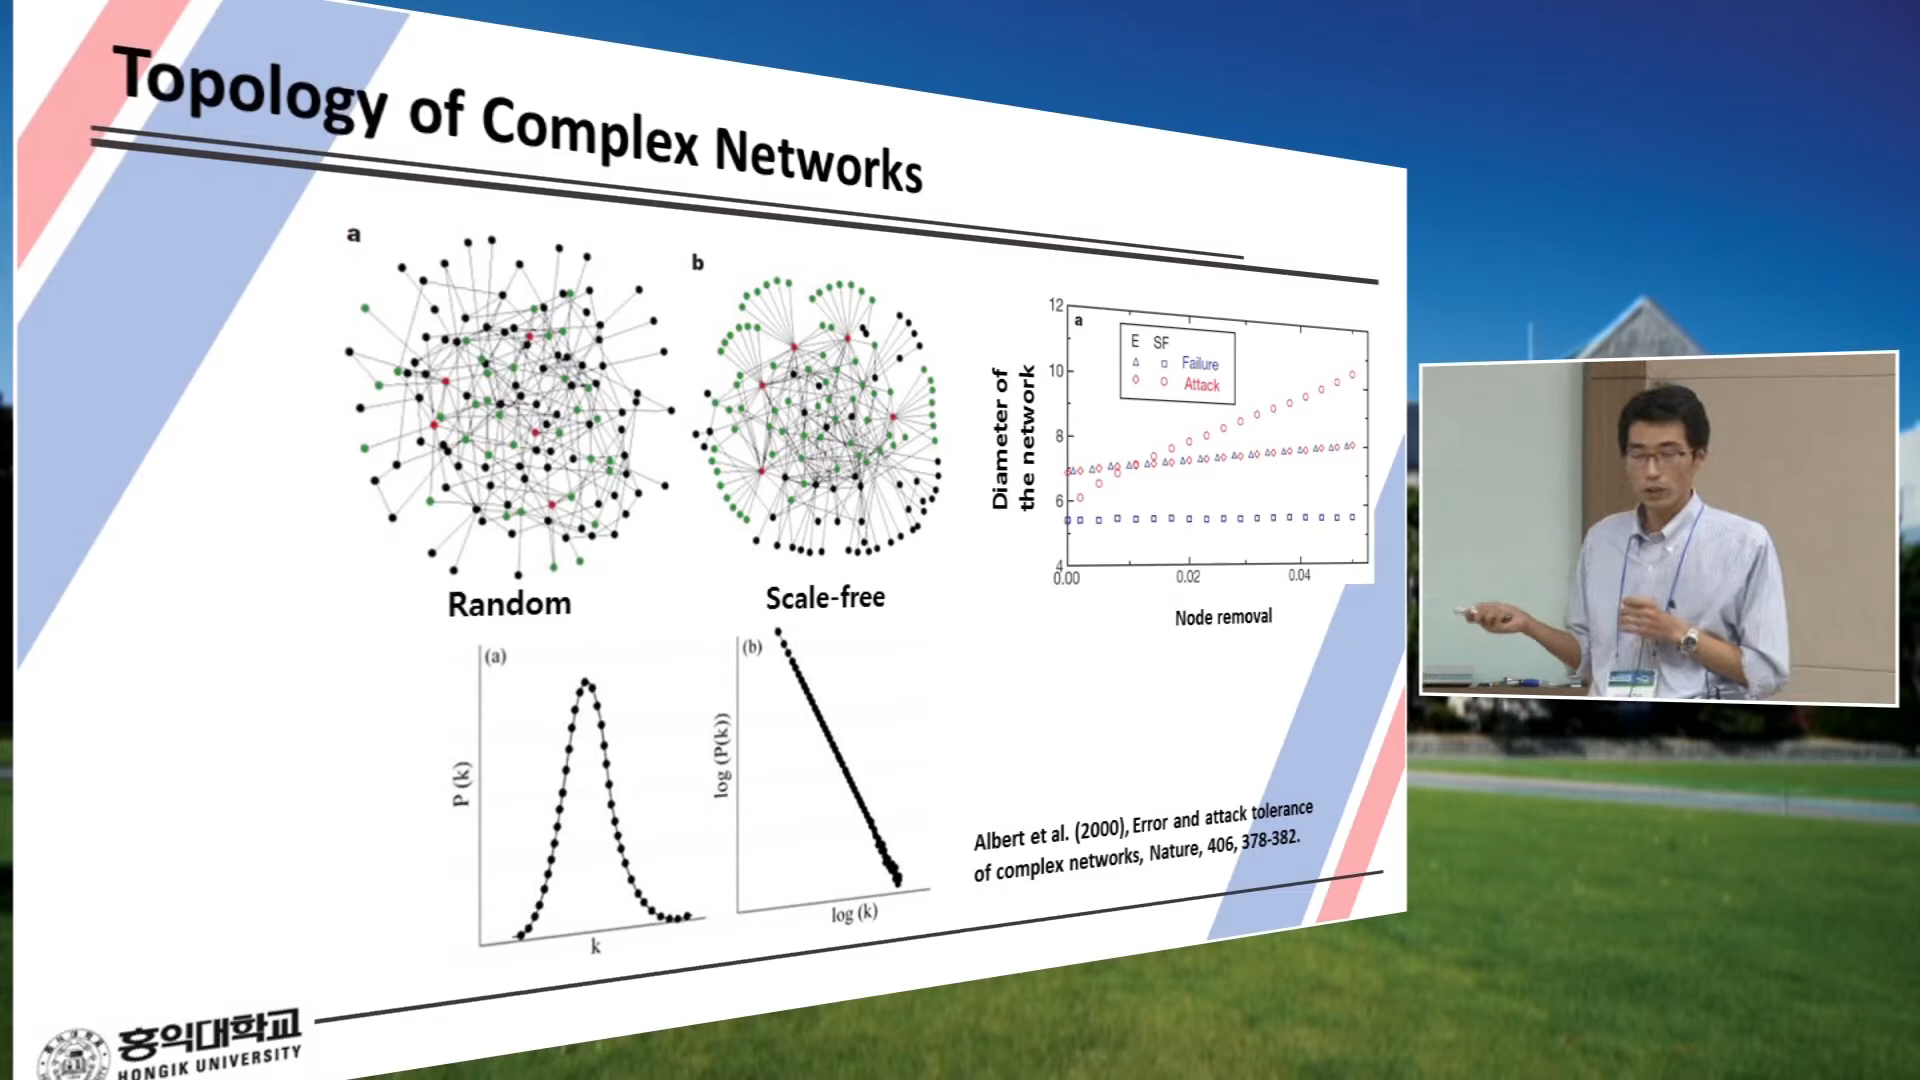 Topology of Complex Networks
a
b
Random
Scale-free
12
10
8
6
4
0.00
0.02
0.04
a
E SF
Failure
Attack
Diameter of
the network
Node removal
(a)
P (k)
k
(b)
log (P(k))
log (k)
Albert et al. (2000), Error and attack tolerance
of complex networks, Nature, 406, 378-382.
홍익대학교
HONGIK UNIVERSITY